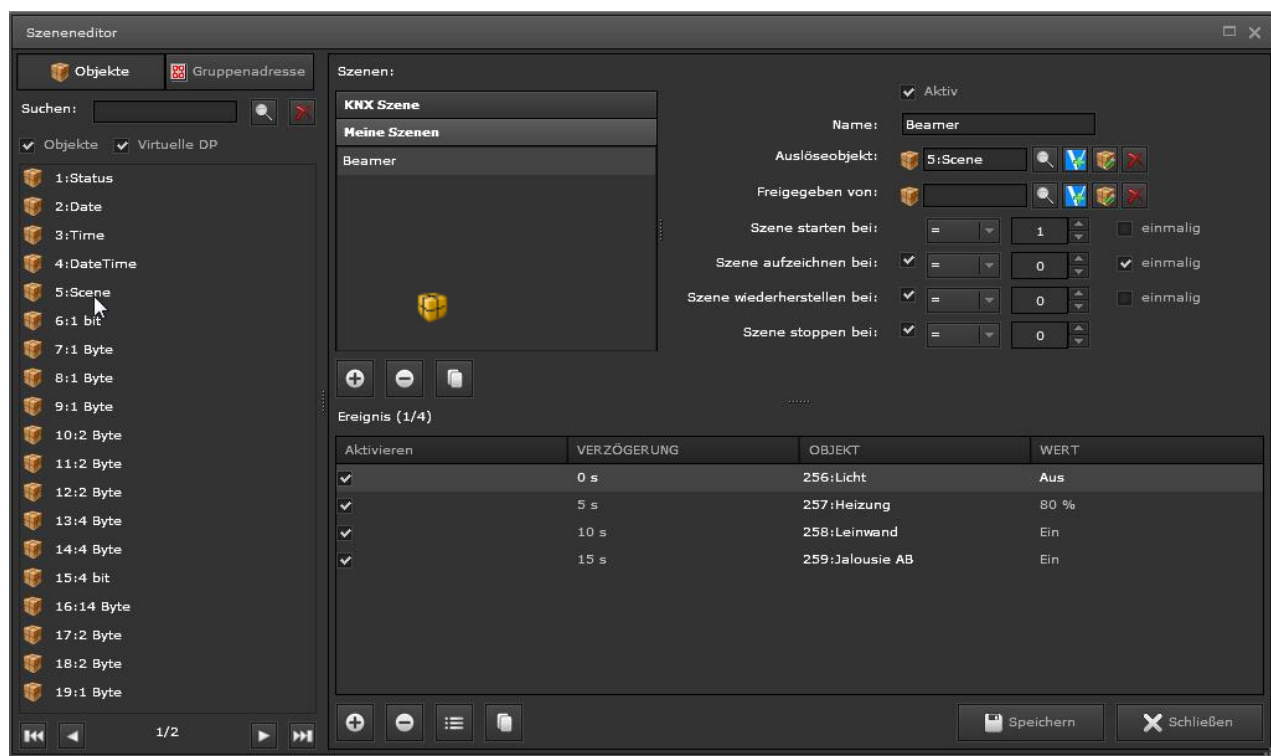 Szeneneditor
Objekte
Gruppenadresse
Suchen:
Objekte
Virtuelle DP
1:Status
2:Date
3:Time
4:DateTime
5:Scene
6:1 bit
7:1 Byte
8:1 Byte
9:1 Byte
10:2 Byte
11:2 Byte
12:2 Byte
13:4 Byte
14:4 Byte
15:4 bit
16:14 Byte
17:2 Byte
18:2 Byte
19:1 Byte
1/2
Szenen:
KNX Szene
Meine Szenen
Beamer
Aktiv
Name: Beamer
Auslöseobjekt: 5:Scene
Freigegeben von:
Szene starten bei: = 1 einmalig
Szene aufzeichnen bei: = 0 einmalig
Szene wiederherstellen bei: = 0 einmalig
Szene stoppen bei: = 0
Ereignis (1/4)
Aktivieren VERZÖGERUNG OBJEKT WERT
0 s 256:Licht Aus
5 s 257:Heizung 80 %
10 s 258:Leinwand Ein
15 s 259:Jalousie AB Ein
Speichern
Schließen